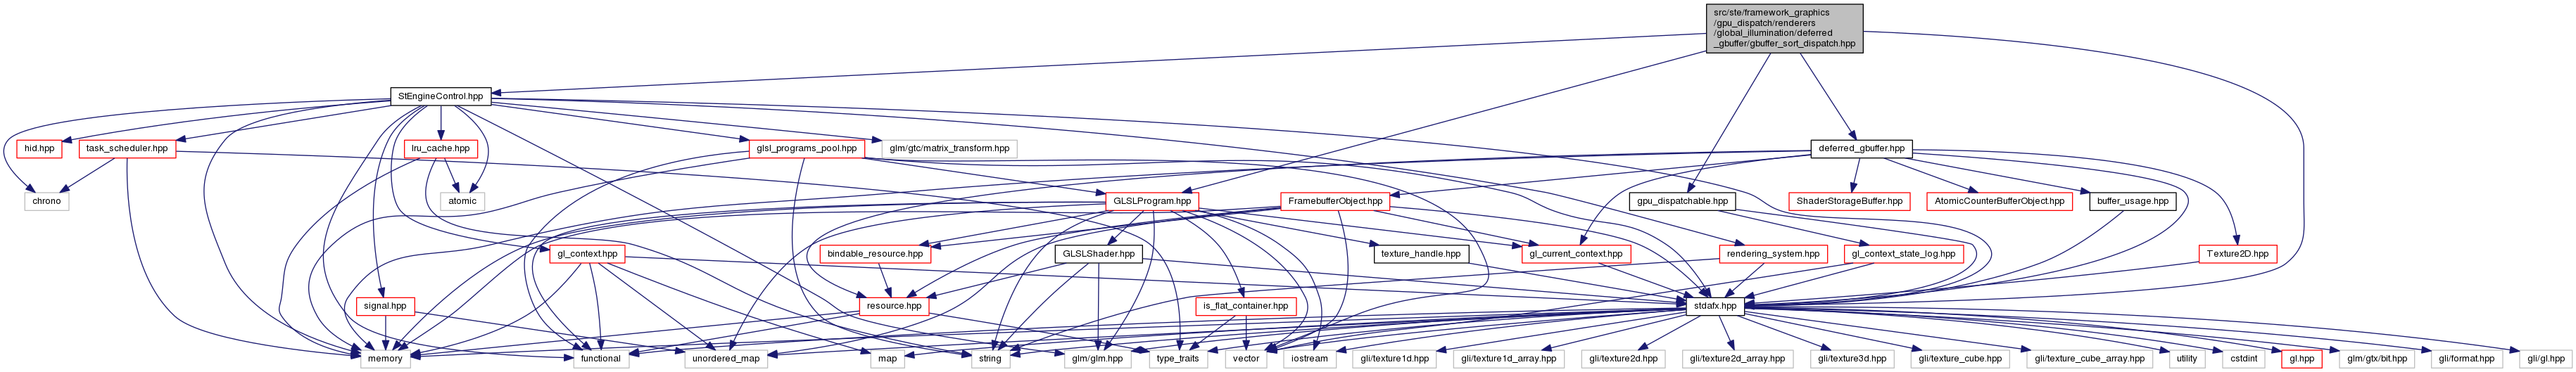 src/ste/framework_graphics
/gpu_dispatch/renderers
/global_illumination/deferred
_gbuffer/gbuffer_sort_dispatch.hpp
StEngineControl.hpp
hid.hpp
task_scheduler.hpp
lru_cache.hpp
glsl_programs_pool.hpp
glm/gtc/matrix_transform.hpp
deferred_gbuffer.hpp
chrono
atomic
GLSLProgram.hpp
FramebufferObject.hpp
gpu_dispatchable.hpp
ShaderStorageBuffer.hpp
AtomicCounterBufferObject.hpp
buffer_usage.hpp
gl_context.hpp
bindable_resource.hpp
GLSLShader.hpp
texture_handle.hpp
gl_current_context.hpp
rendering_system.hpp
gl_context_state_log.hpp
Texture2D.hpp
signal.hpp
resource.hpp
is_flat_container.hpp
stdafx.hpp
memory
functional
unordered_map
map
string
glm/glm.hpp
type_traits
vector
iostream
gli/texture1d.hpp
gli/texture1d_array.hpp
gli/texture2d.hpp
gli/texture2d_array.hpp
gli/texture3d.hpp
gli/texture_cube.hpp
gli/texture_cube_array.hpp
utility
cstdint
gl.hpp
glm/gtx/bit.hpp
gli/format.hpp
gli/gl.hpp